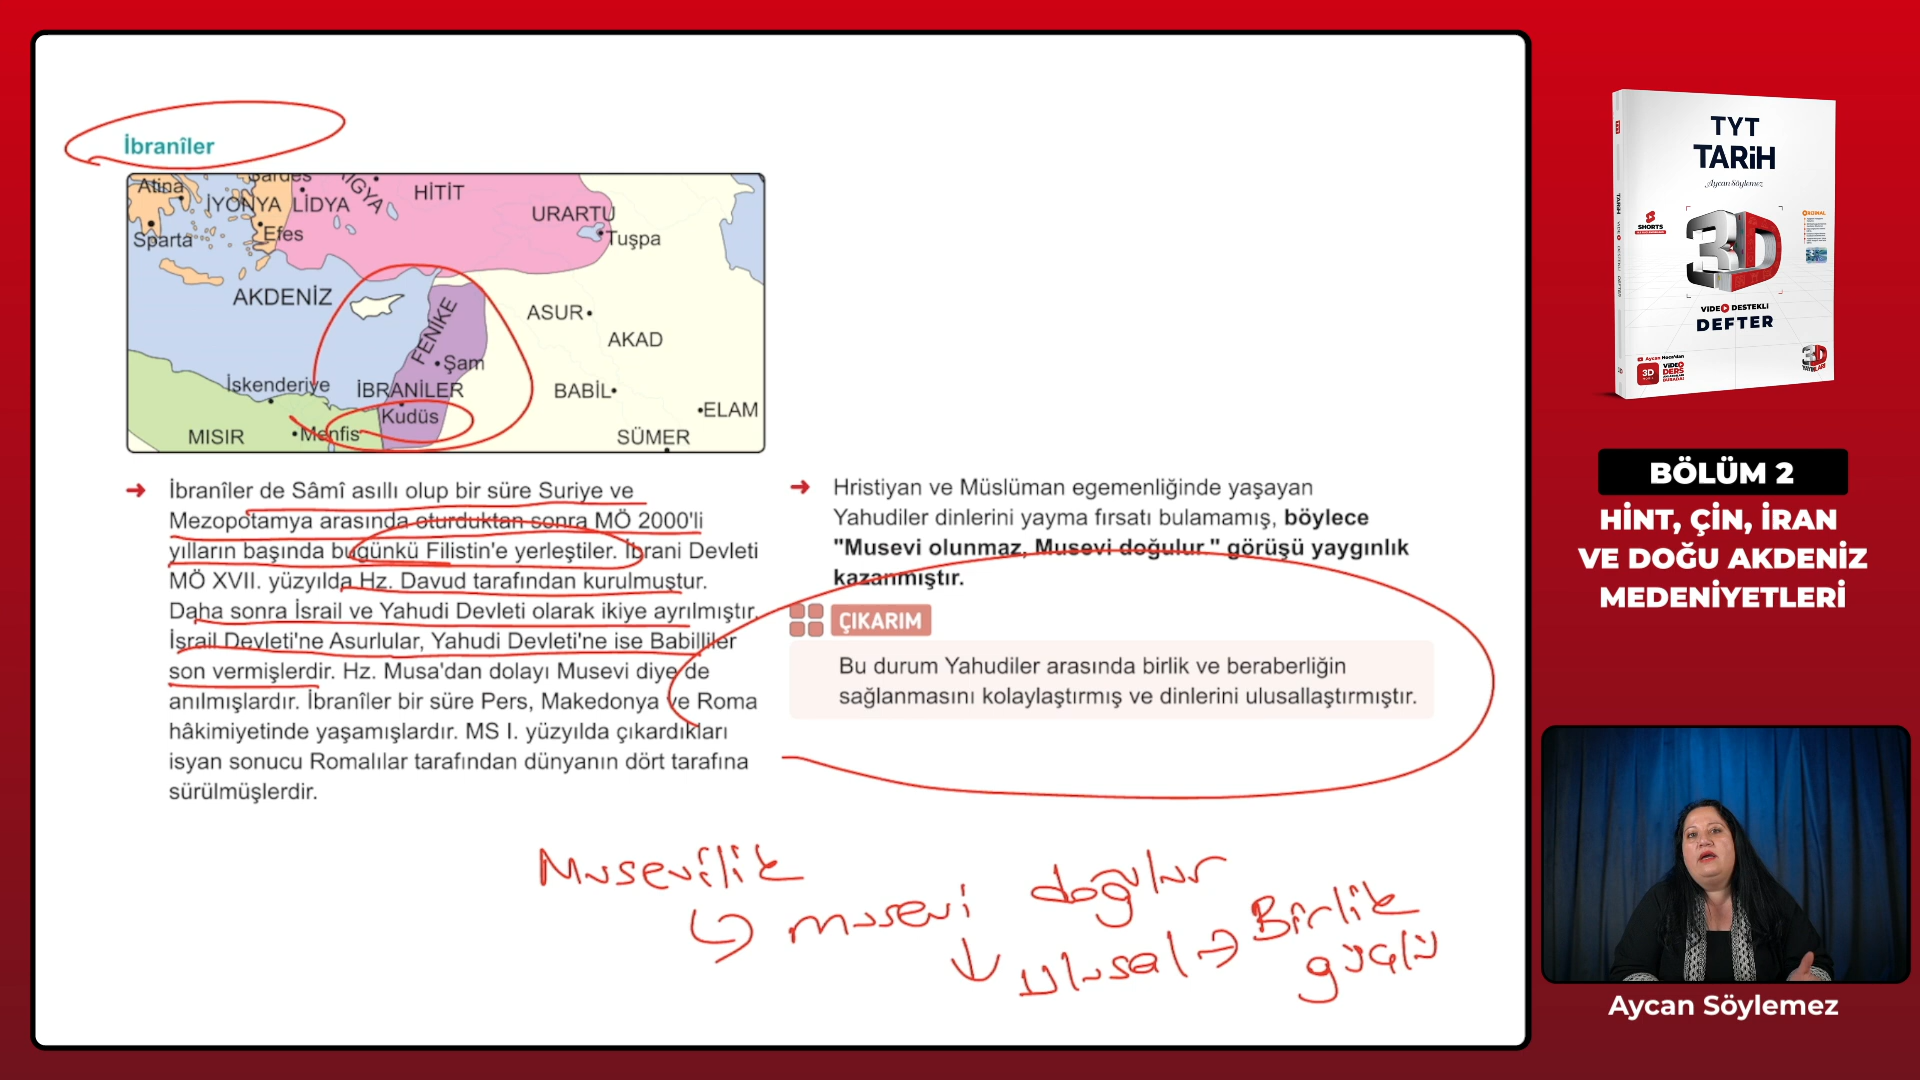 İbranîler
Atina
Sardes
İYONYA
LİDYA
HİTİT
URARTU
Sparta
Efes
Tuşpa
AKDENİZ
FENİKE
ASUR
AKAD
Şam
İskenderiye
İBRANİLER
BABİL
Kudüs
ELAM
MISIR
Menfis
SÜMER
İbranîler de Sâmî asıllı olup bir süre Suriye ve
Mezopotamya arasında oturduktan sonra MÖ 2000'li
yılların başında bugünkü Filistin'e yerleştiler. İbrani Devleti
MÖ XVII. yüzyılda Hz. Davud tarafından kurulmuştur.
Daha sonra İsrail ve Yahudi Devleti olarak ikiye ayrılmıştır.
İsrail Devleti'ne Asurlular, Yahudi Devleti'ne ise Babilliler
son vermişlerdir. Hz. Musa'dan dolayı Musevi diye de
anılmışlardır. İbranîler bir süre Pers, Makedonya ve Roma
hâkimiyetinde yaşamışlardır. MS I. yüzyılda çıkardıkları
isyan sonucu Romalılar tarafından dünyanın dört tarafına
sürülmüşlerdir.
Hristiyan ve Müslüman egemenliğinde yaşayan
Yahudiler dinlerini yayma fırsatı bulamamış, böylece
"Musevi olunmaz, Musevi doğulur." görüşü yaygınlık
kazanmıştır.
ÇIKARIM
Bu durum Yahudiler arasında birlik ve beraberliğin
sağlanmasını kolaylaştırmış ve dinlerini ulusallaştırmıştır.
Musevilik
musevi doğulur
ulusal → Birlik
güçlü
TYT
TARİH
Aycan Söylemez
SHORTS
3D
VİDEO DESTEKLİ
DEFTER
3D
YAYINLARI
BÖLÜM 2
HİNT, ÇİN, İRAN
VE DOĞU AKDENİZ
MEDENİYETLERİ
Aycan Söylemez